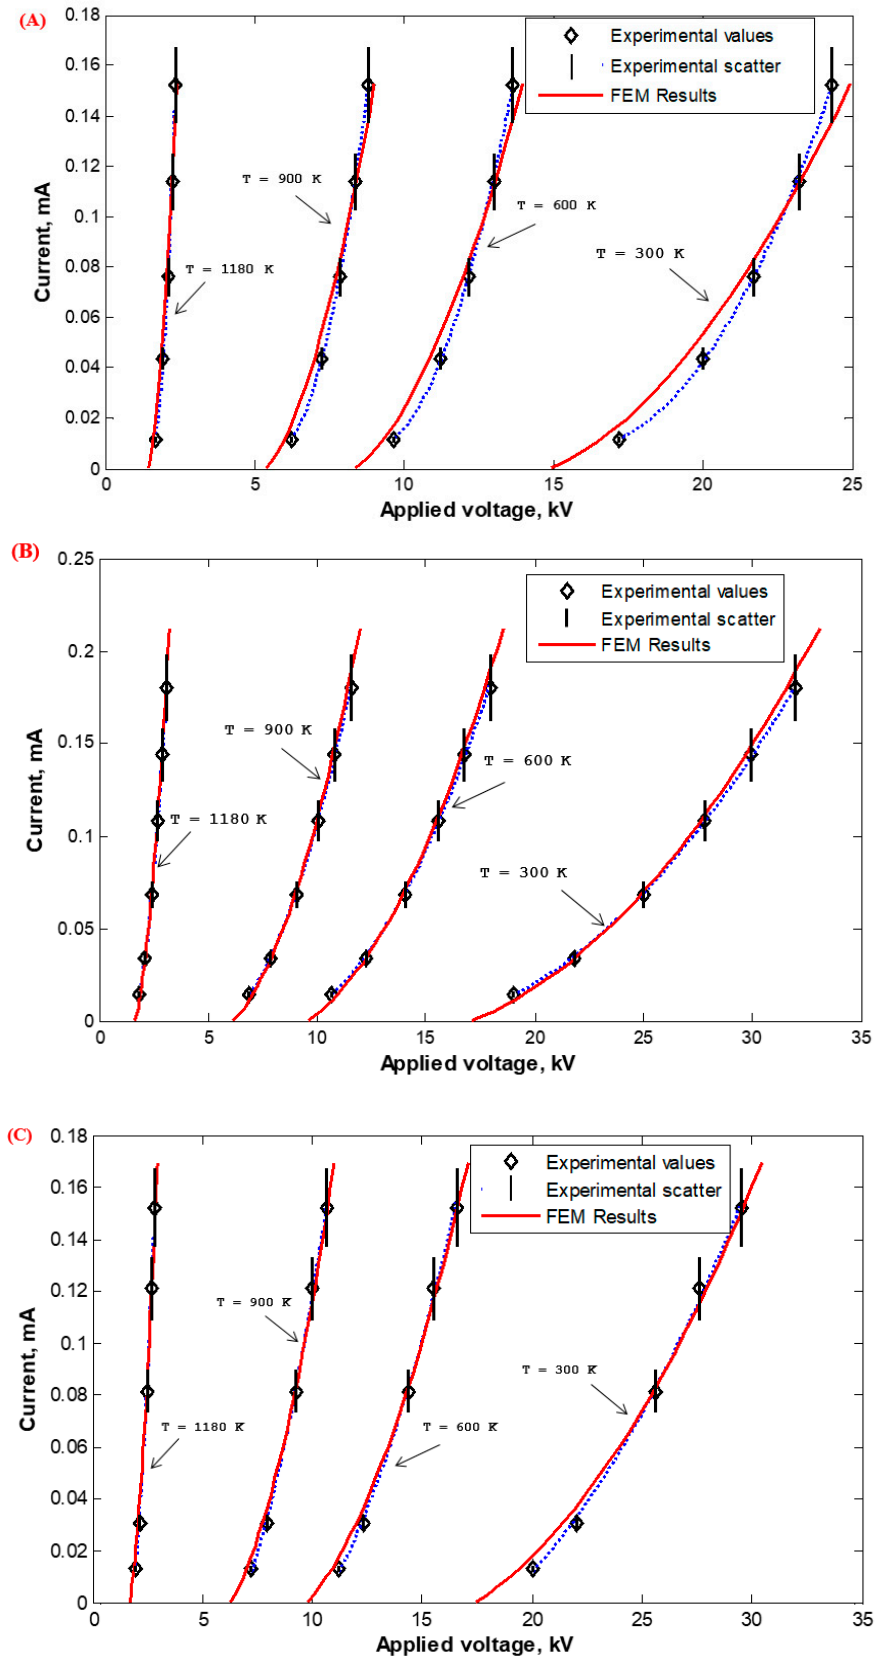 (A)
0.18
0.16
0.14
0.12
0.1
0.08
0.06
0.04
0.02
0
Current, mA
Experimental values
Experimental scatter
FEM Results
T = 900 K
T = 600 K
T = 300 K
T = 1180 K
0 5 10 15 20 25
Applied voltage, kV
(B)
0.25
0.2
0.15
0.1
0.05
0
Current, mA
Experimental values
Experimental scatter
FEM Results
T = 900 K
T = 600 K
T = 1180 K
T = 300 K
0 5 10 15 20 25 30 35
Applied voltage, kV
(C)
0.18
0.16
0.14
0.12
0.1
0.08
0.06
0.04
0.02
0
Current, mA
Experimental values
Experimental scatter
FEM Results
T = 900 K
T = 300 K
T = 1180 K
T = 600 K
0 5 10 15 20 25 30 35
Applied voltage, kV